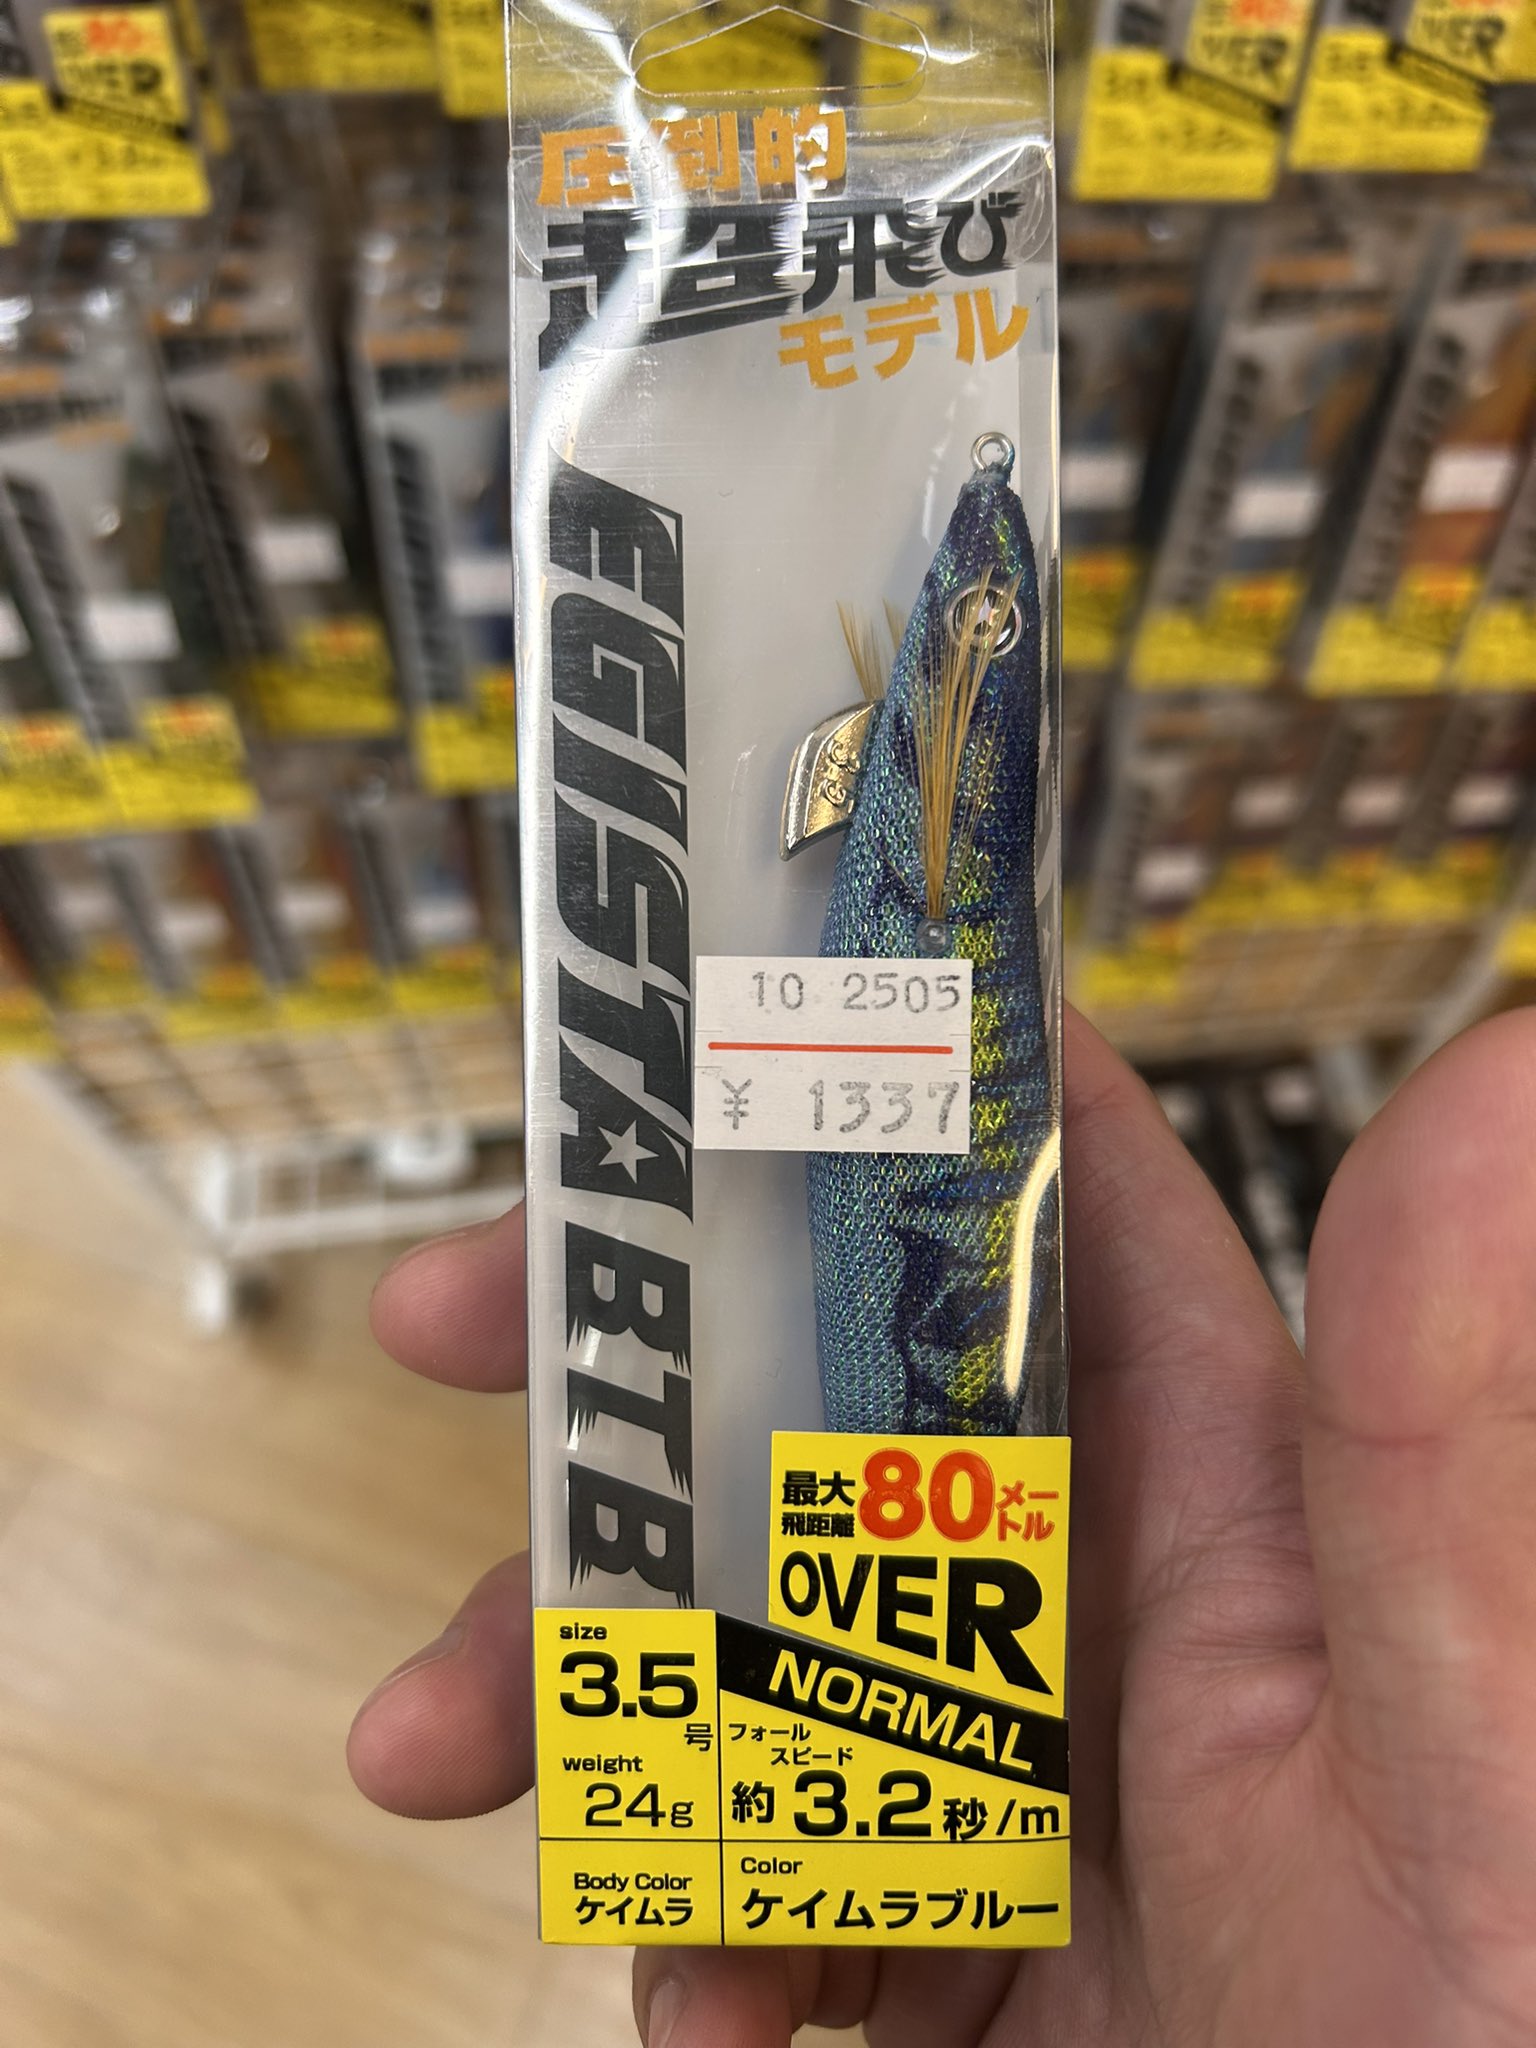 圧倒的
超飛び
モデル
EGISTA BTB
10 2505
¥ 1337
最大飛距離80メートル
OVER
NORMAL
size
3.5号
weight
24g
フォールスピード
約3.2秒/m
Body Color
ケイムラ
Color
ケイムラブルー